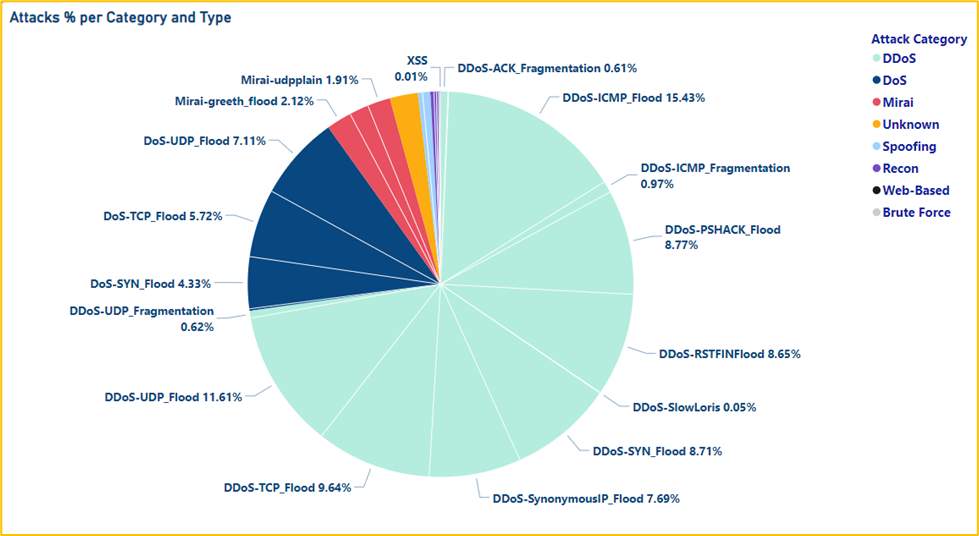 Attacks % per Category and Type
XSS
0.01%
DDoS-ACK_Fragmentation 0.61%
DDoS-ICMP_Flood 15.43%
DDoS-ICMP_Fragmentation
0.97%
DDoS-PSHACK_Flood
8.77%
DDoS-RSTFINFlood 8.65%
DDoS-SlowLoris 0.05%
DDoS-SYN_Flood 8.71%
DDoS-SynonymousIP_Flood 7.69%
DDoS-TCP_Flood 9.64%
DDoS-UDP_Flood 11.61%
DDoS-UDP_Fragmentation
0.62%
DoS-SYN_Flood 4.33%
DoS-TCP_Flood 5.72%
DoS-UDP_Flood 7.11%
Mirai-greeth_flood 2.12%
Mirai-udpplain 1.91%
Attack Category
DDoS
DoS
Mirai
Unknown
Spoofing
Recon
Web-Based
Brute Force